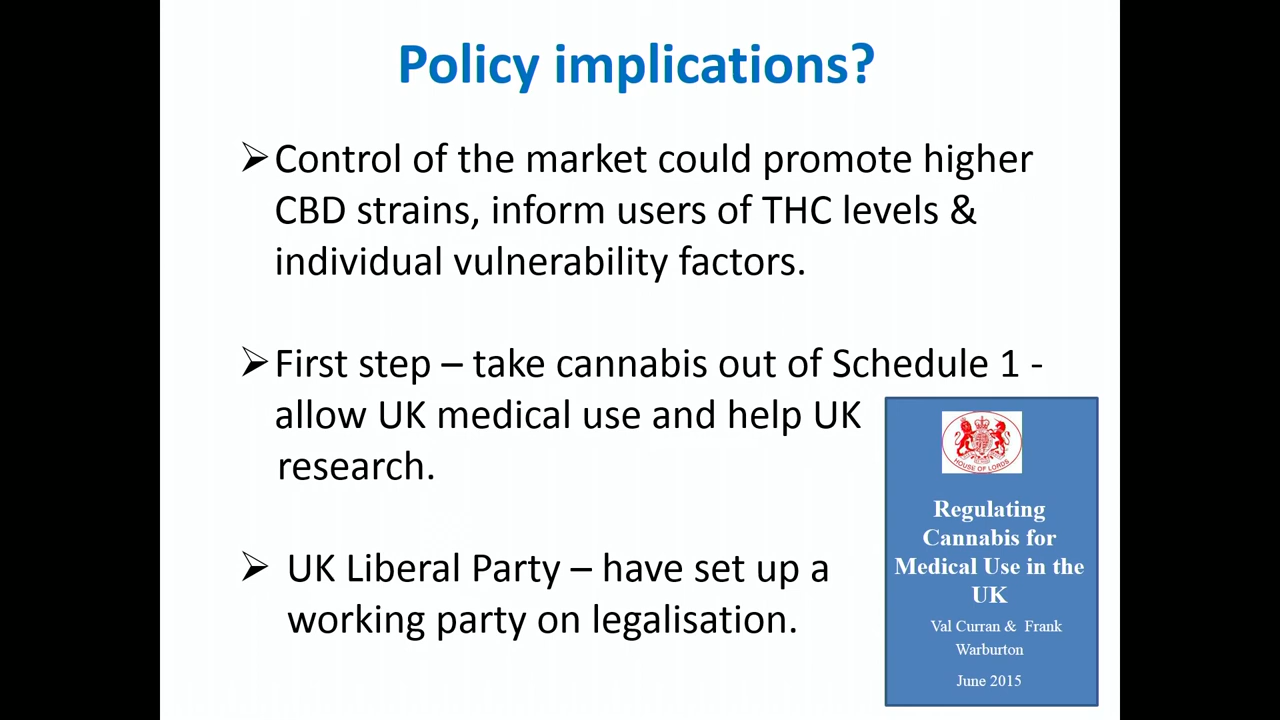 Policy implications?
➢Control of the market could promote higher
CBD strains, inform users of THC levels &
individual vulnerability factors.
➢First step – take cannabis out of Schedule 1 -
allow UK medical use and help UK
research.
➢ UK Liberal Party – have set up a
working party on legalisation.
HOUSE OF LORDS
Regulating
Cannabis for
Medical Use in the
UK
Val Curran & Frank
Warburton
June 2015